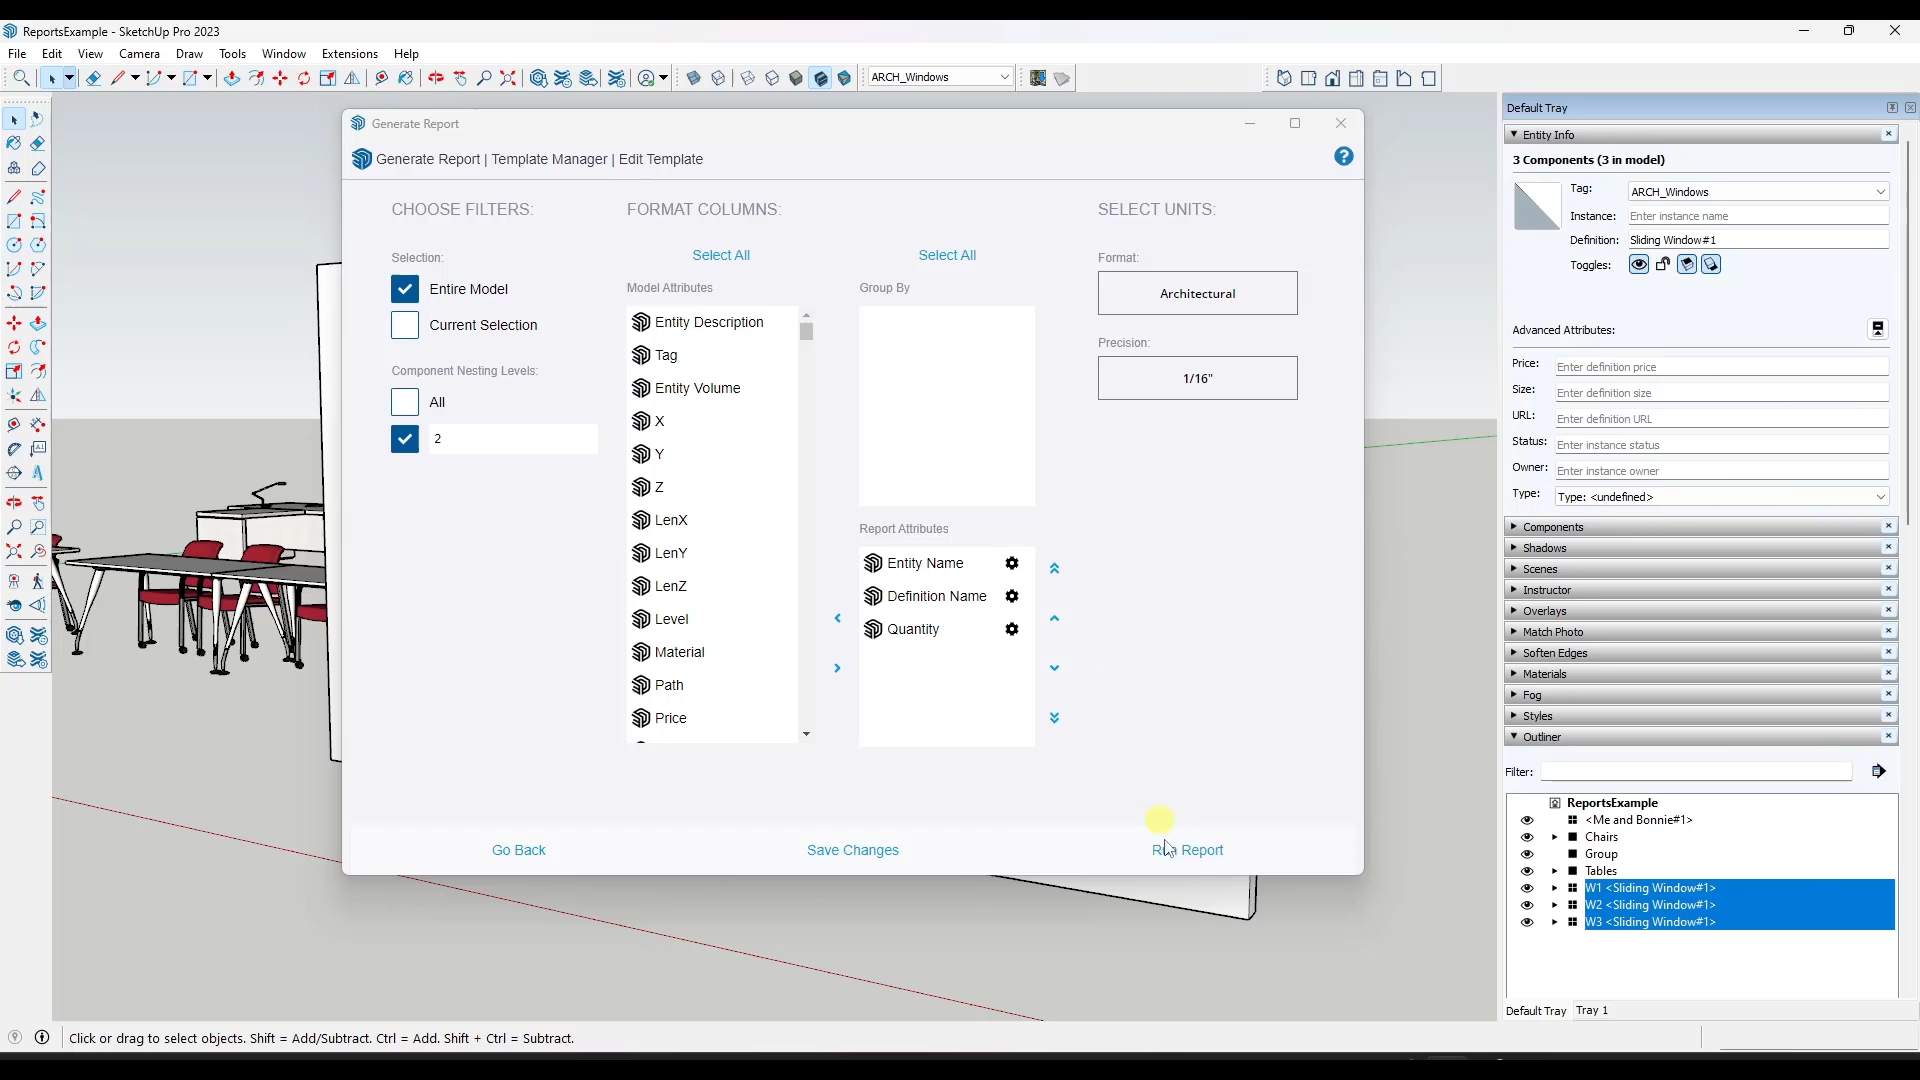 ReportsExample - SketchUp Pro 2023
File Edit View Camera Draw Tools Window Extensions Help
ARCH_Windows
Generate Report
Generate Report | Template Manager | Edit Template
CHOOSE FILTERS:
Selection:
Entire Model
Current Selection
Component Nesting Levels:
All
2
FORMAT COLUMNS:
Select All
Model Attributes
Entity Description
Tag
Entity Volume
X
Y
Z
LenX
LenY
LenZ
Level
Material
Path
Price
Select All
Group By
Report Attributes
Entity Name
Definition Name
Quantity
SELECT UNITS:
Format:
Architectural
Precision:
1/16"
Go Back
Save Changes
Run Report
Default Tray
Entity Info
3 Components (3 in model)
Tag: ARCH_Windows
Instance: Enter instance name
Definition: Sliding Window#1
Toggles:
Advanced Attributes:
Price: Enter definition price
Size: Enter definition size
URL: Enter definition URL
Status: Enter instance status
Owner: Enter instance owner
Type: Type: <undefined>
Components
Shadows
Scenes
Instructor
Overlays
Match Photo
Soften Edges
Materials
Fog
Styles
Outliner
Filter:
ReportsExample
<Me and Bonnie#1>
Chairs
Group
Tables
W1 <Sliding Window#1>
W2 <Sliding Window#1>
W3 <Sliding Window#1>
Default Tray Tray 1
Click or drag to select objects. Shift = Add/Subtract. Ctrl = Add. Shift + Ctrl = Subtract.